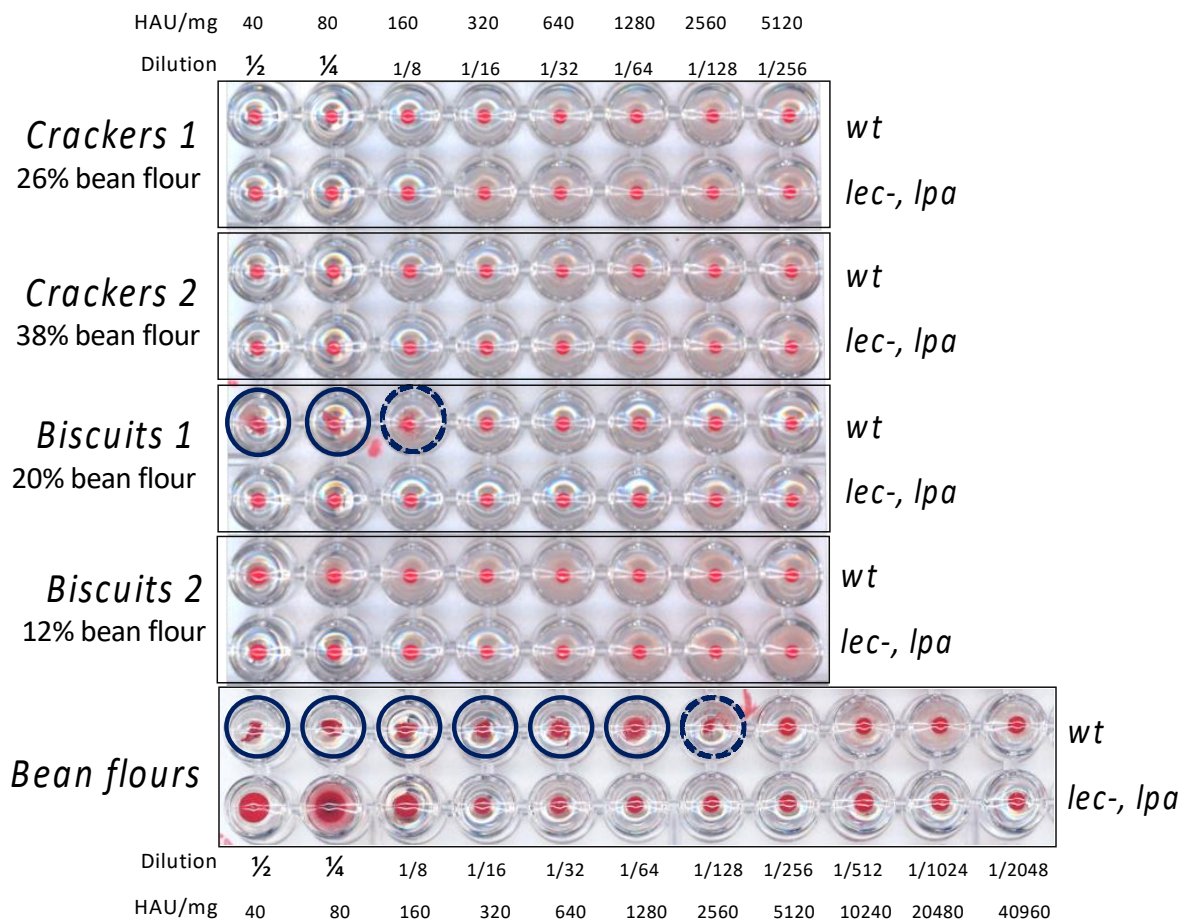 HAU/mg 40 80 160 320 640 1280 2560 5120
Dilution ½ ¼ 1/8 1/16 1/32 1/64 1/128 1/256
Crackers 1
26% bean flour
wt
lec-, lpa
Crackers 2
38% bean flour
wt
lec-, lpa
Biscuits 1
20% bean flour
wt
lec-, lpa
Biscuits 2
12% bean flour
wt
lec-, lpa
Bean flours
wt
lec-, lpa
Dilution ½ ¼ 1/8 1/16 1/32 1/64 1/128 1/256 1/512 1/1024 1/2048
HAU/mg 40 80 160 320 640 1280 2560 5120 10240 20480 40960